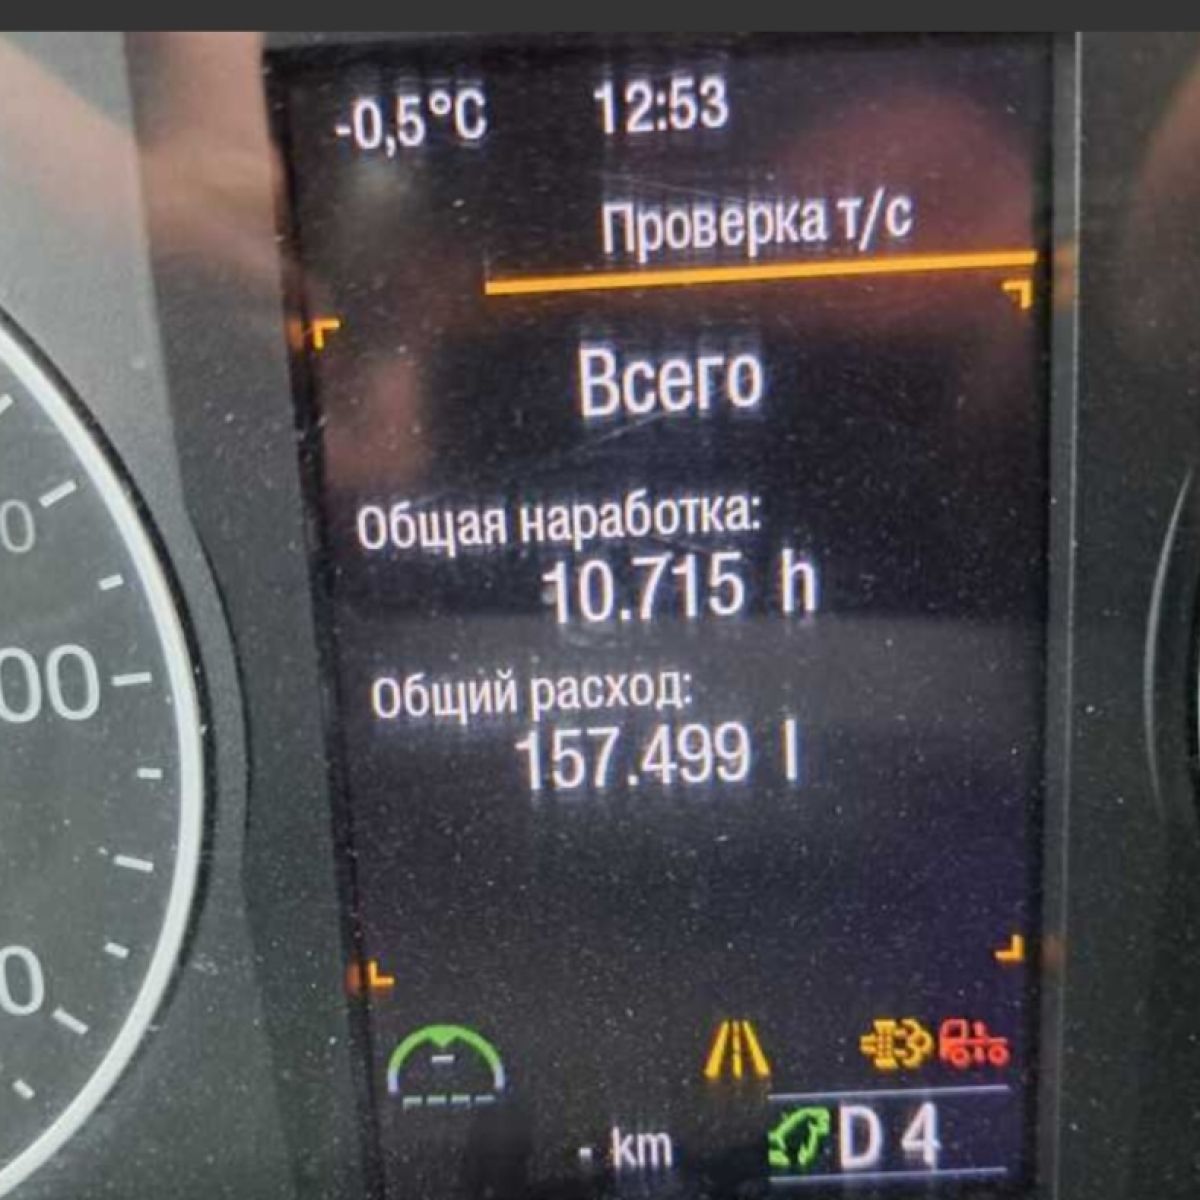 -0,5°C 12:53
Проверка т/с
Всего
Общая наработка:
10.715 h
Общий расход:
157.499 l
- km
D 4